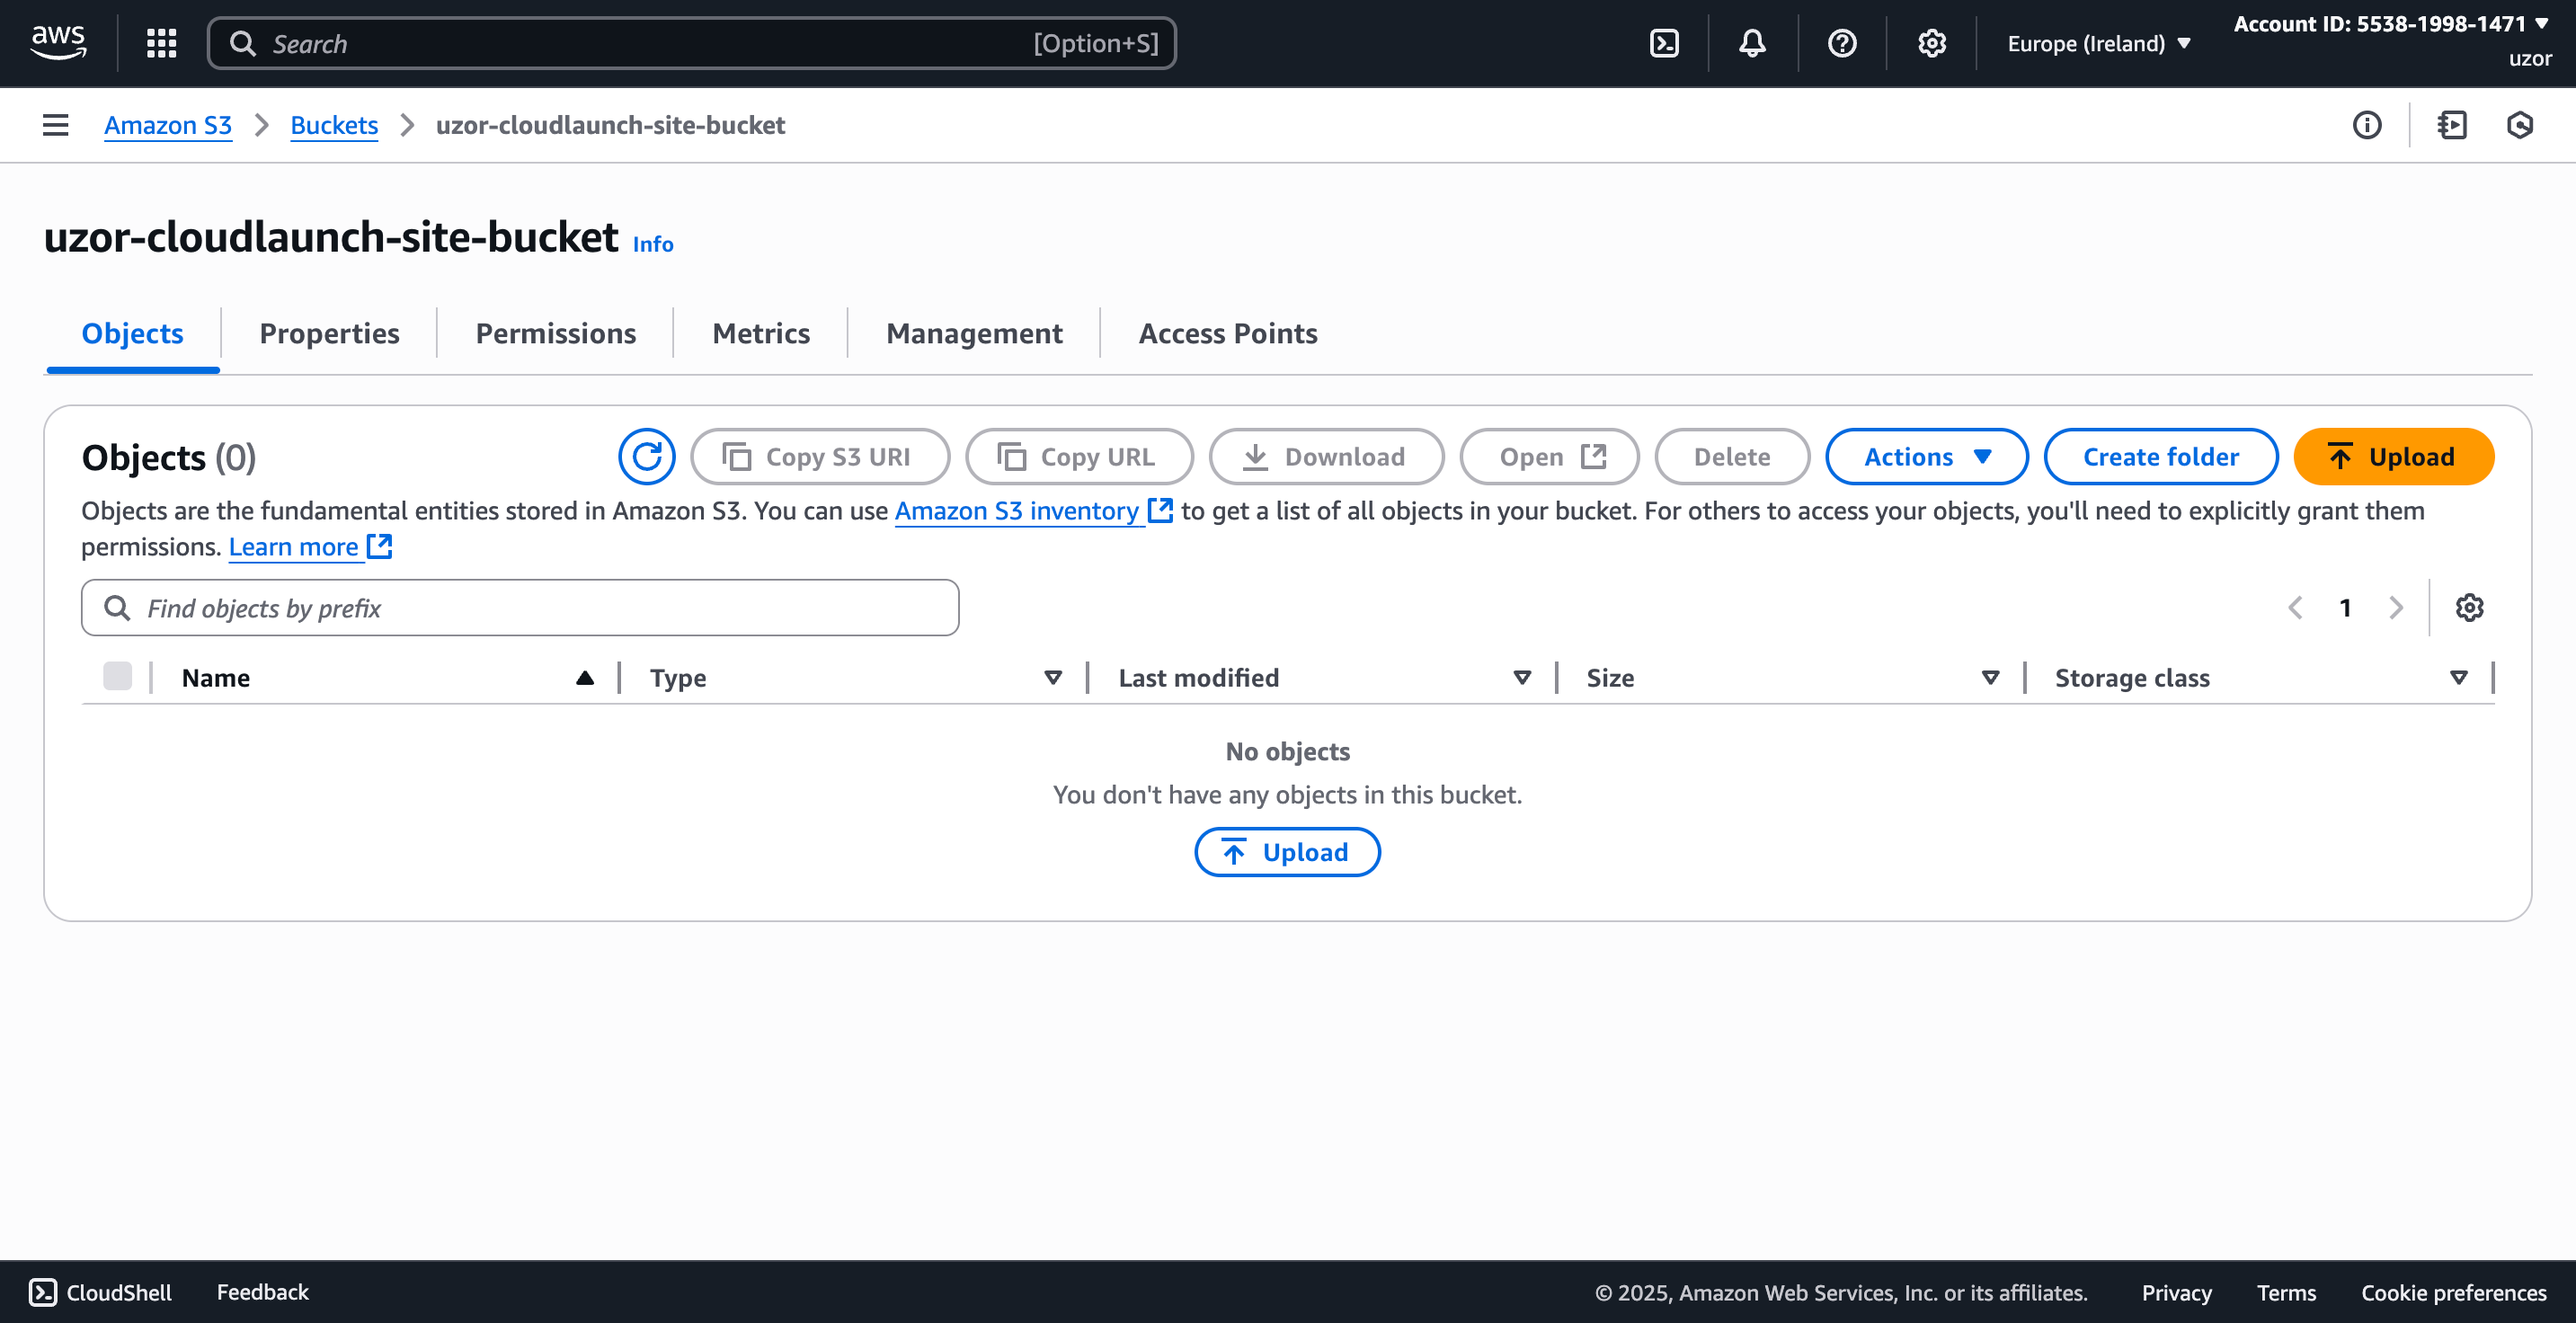 aws
Search [Option+S]
Europe (Ireland)
Account ID: 5538-1998-1471
uzor
Amazon S3 Buckets uzor-cloudlaunch-site-bucket
uzor-cloudlaunch-site-bucket Info
Objects Properties Permissions Metrics Management Access Points
Objects (0) Copy S3 URI Copy URL Download Open Delete Actions Create folder Upload
Objects are the fundamental entities stored in Amazon S3. You can use Amazon S3 inventory to get a list of all objects in your bucket. For others to access your objects, you'll need to explicitly grant them
permissions. Learn more
Find objects by prefix 1
Name Type Last modified Size Storage class
No objects
You don't have any objects in this bucket.
Upload
CloudShell Feedback © 2025, Amazon Web Services, Inc. or its affiliates. Privacy Terms Cookie preferences